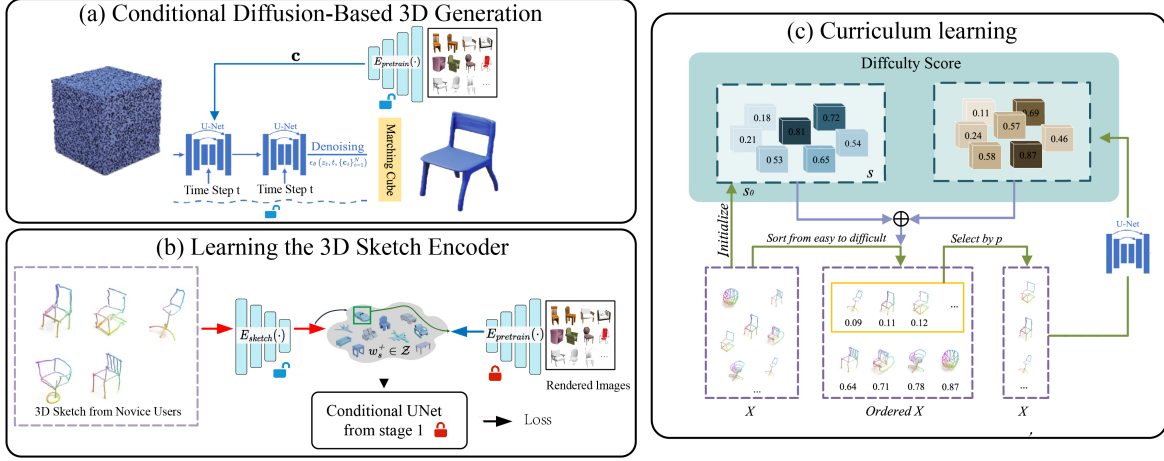 (a) Conditional Diffusion-Based 3D Generation
c
E_pretrain(·)
...
U-Net
U-Net
Denoising
ϵ_θ {z_t, t, {c_i}_{i=1}^N}
Time Step t
Time Step t
Marching Cube
(b) Learning the 3D Sketch Encoder
E_sketch(·)
w_s^+ ∈ Z
E_pretrain(·)
...
Rendered Images
3D Sketch from Novice Users
Conditional UNet
from stage 1
Loss
(c) Curriculum learning
Diffculty Score
0.18
0.72
0.21
0.81
0.54
0.53
0.65
s
s_0
0.11
0.69
0.24
0.57
0.46
0.58
0.87
Initialize
Sort from easy to difficult
Select by p
U-Net
...
0.09 0.11 0.12
0.64 0.71 0.78 0.87
...
...
X
Ordered X
X
′